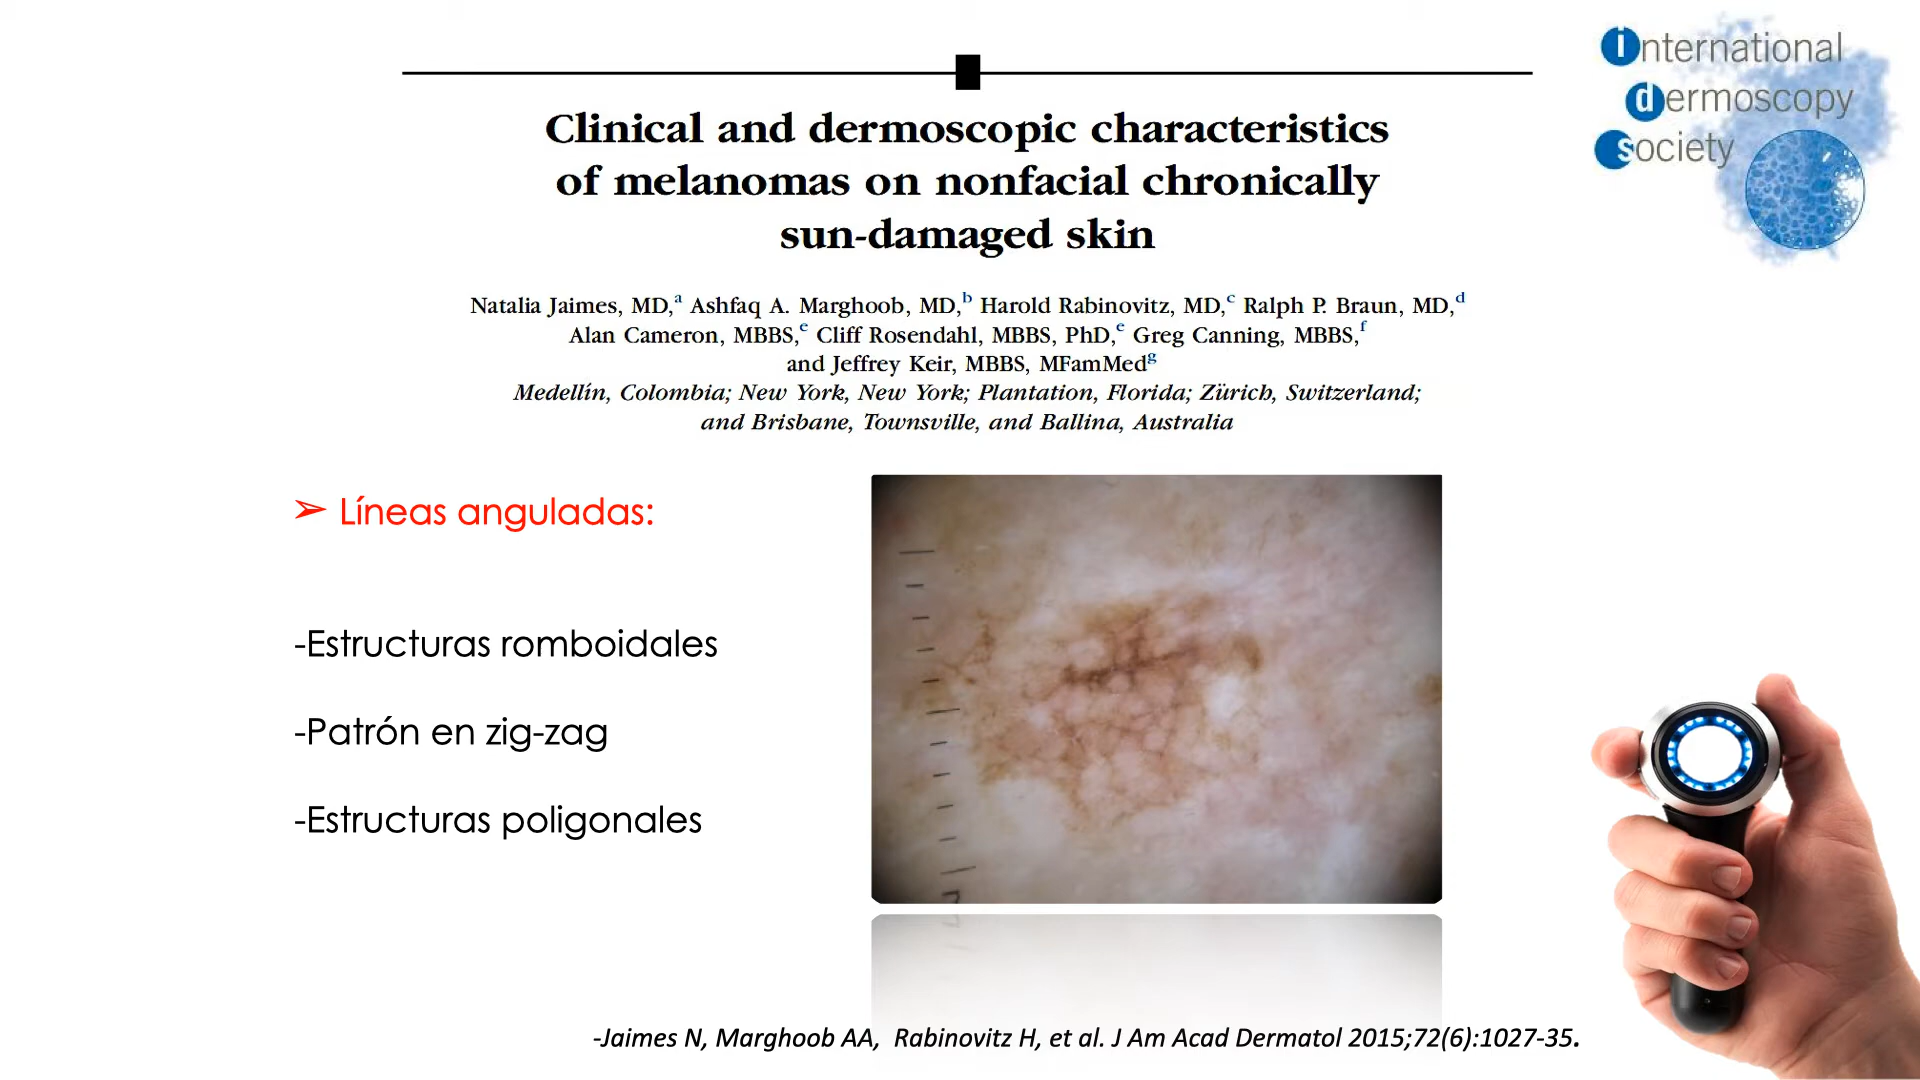 International
dermoscopy
society
Clinical and dermoscopic characteristics
of melanomas on nonfacial chronically
sun-damaged skin
Natalia Jaimes, MD,a Ashfaq A. Marghoob, MD,b Harold Rabinovitz, MD,c Ralph P. Braun, MD,d
Alan Cameron, MBBS,e Cliff Rosendahl, MBBS, PhD,e Greg Canning, MBBS,f
and Jeffrey Keir, MBBS, MFamMedg
Medellín, Colombia; New York, New York; Plantation, Florida; Zürich, Switzerland;
and Brisbane, Townsville, and Ballina, Australia
➢ Líneas anguladas:
-Estructuras romboidales
-Patrón en zig-zag
-Estructuras poligonales
-Jaimes N, Marghoob AA, Rabinovitz H, et al. J Am Acad Dermatol 2015;72(6):1027-35.